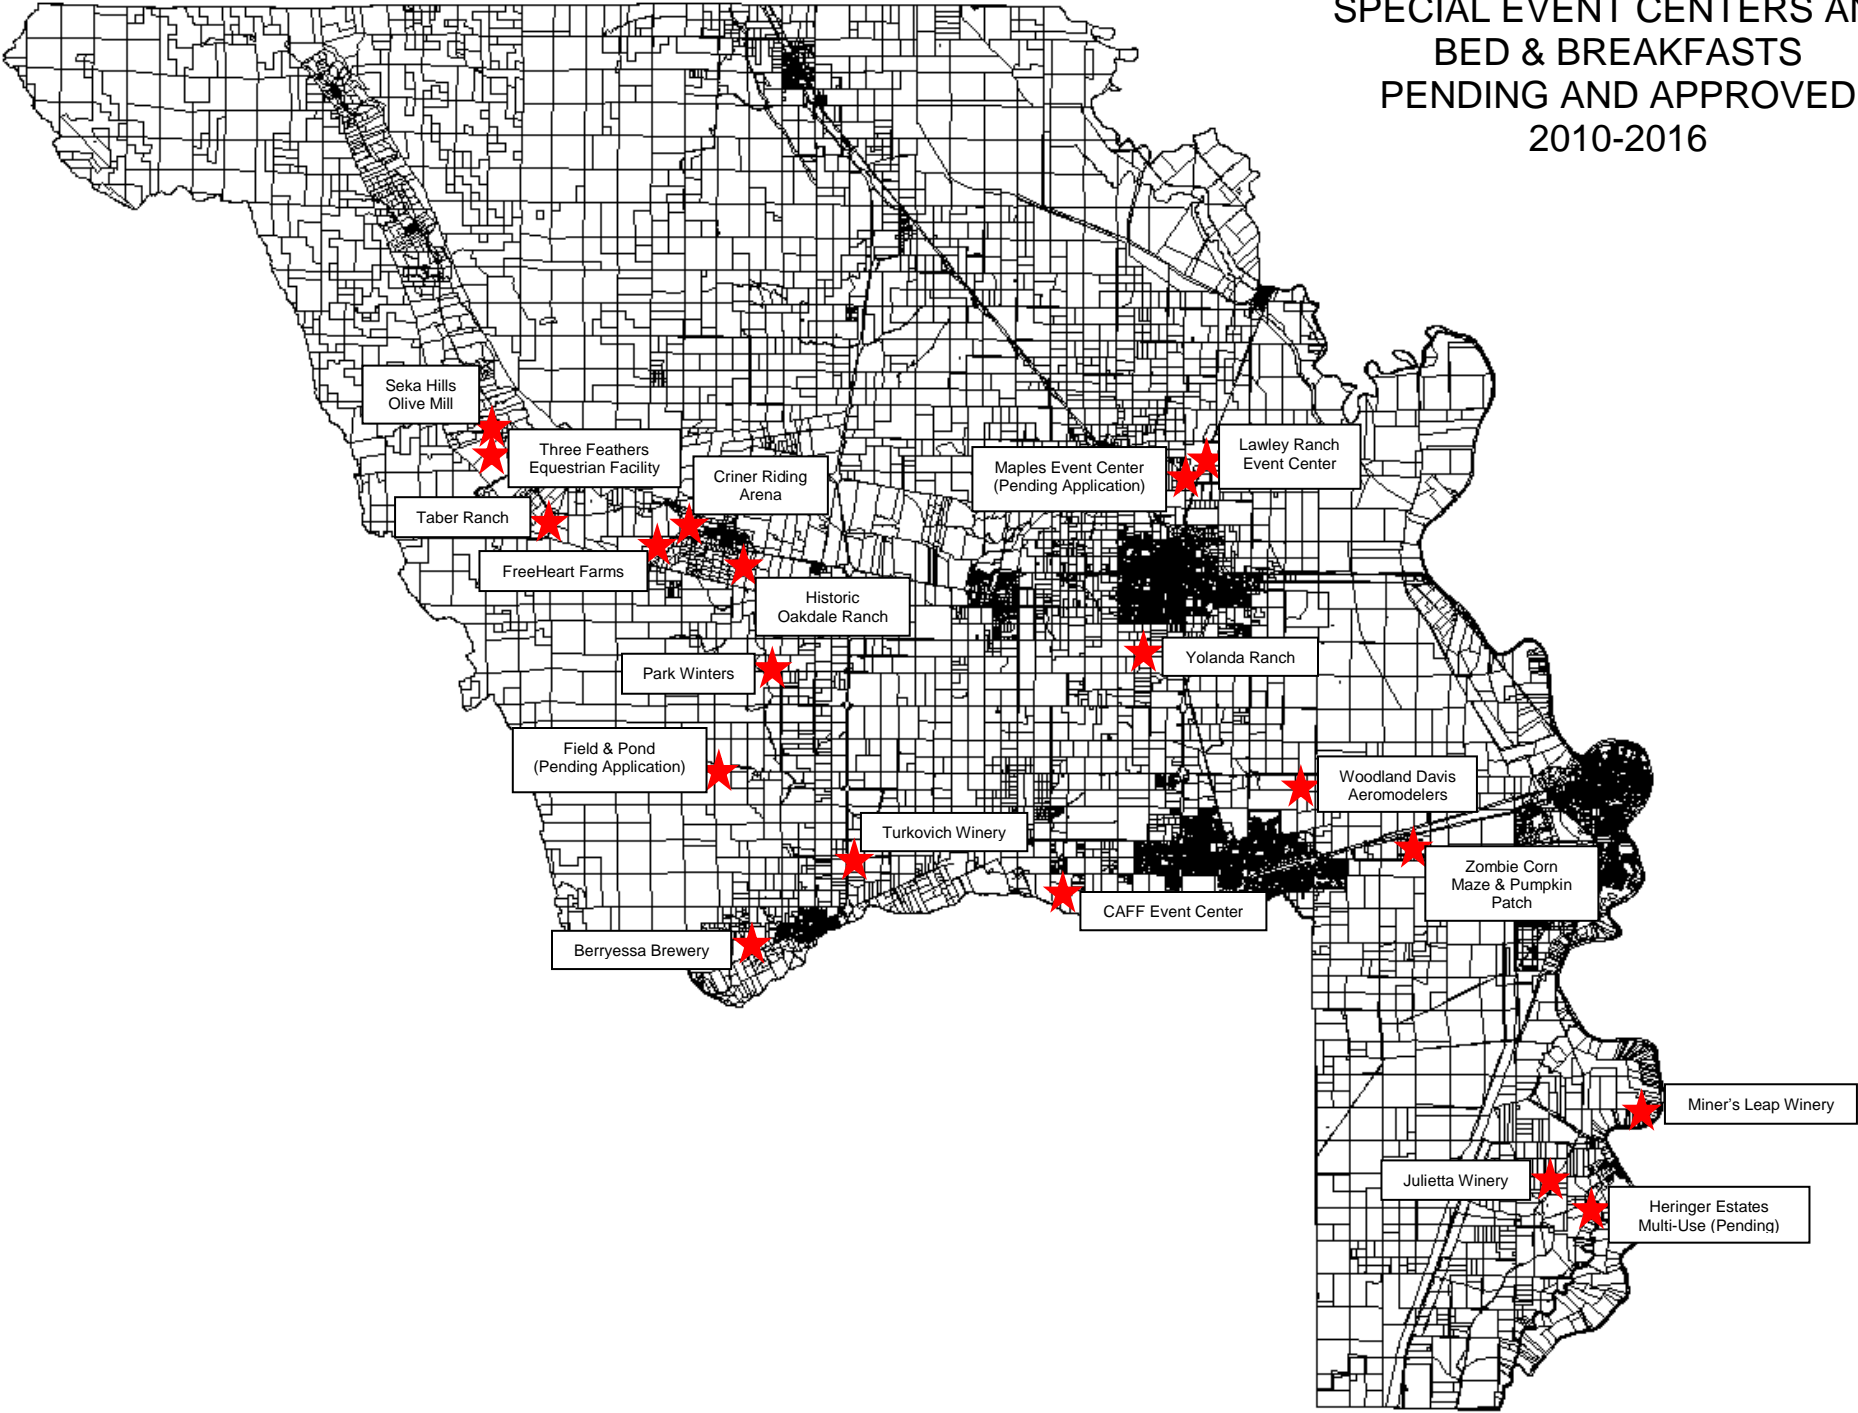 SPECIAL EVENT CENTERS AN
BED & BREAKFASTS
PENDING AND APPROVED
2010-2016
Seka Hills
Olive Mill
Three Feathers
Equestrian Facility
Criner Riding
Arena
Maples Event Center
(Pending Application)
Lawley Ranch
Event Center
Taber Ranch
FreeHeart Farms
Historic
Oakdale Ranch
Park Winters
Yolanda Ranch
Field & Pond
(Pending Application)
Woodland Davis
Aeromodelers
Turkovich Winery
Zombie Corn
Maze & Pumpkin
Patch
CAFF Event Center
Berryessa Brewery
Miner's Leap Winery
Julietta Winery
Heringer Estates
Multi-Use (Pending)